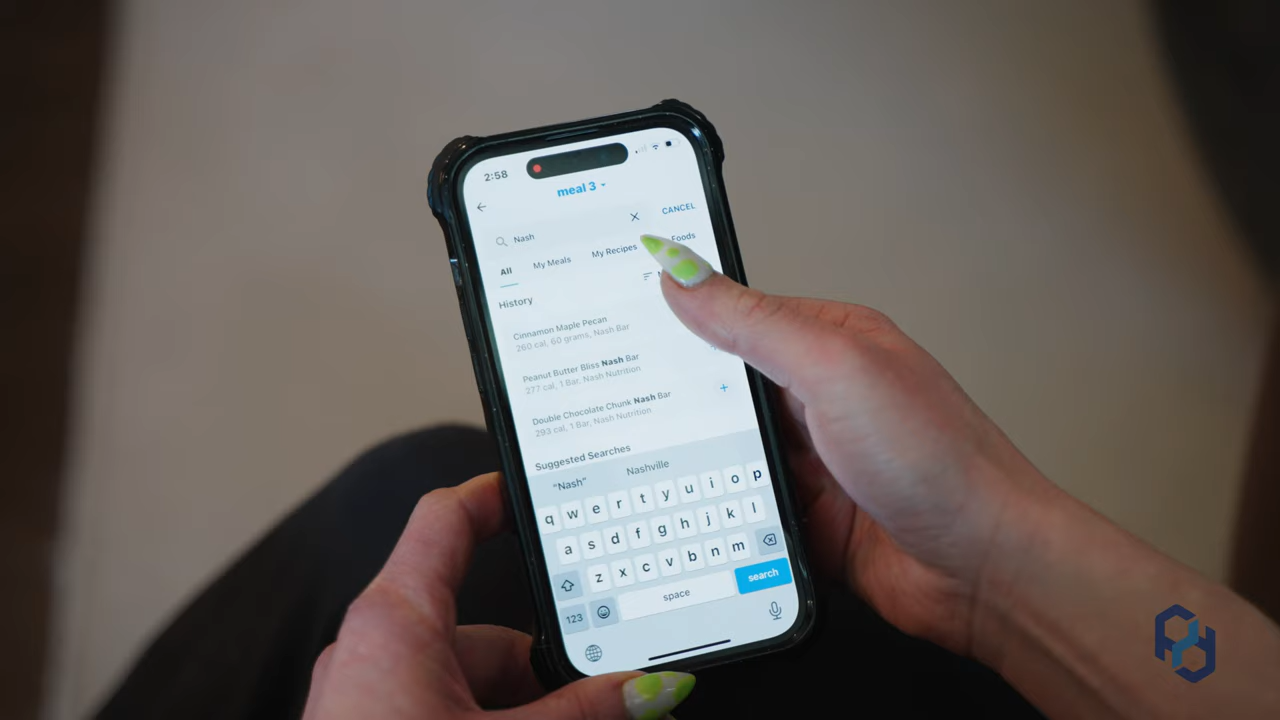 2:58
meal 3
Nash
CANCEL
All
My Meals
My Recipes
Foods
History
Cinnamon Maple Pecan
260 cal, 60 grams, Nash Bar
Peanut Butter Bliss Nash Bar
277 cal, 1 Bar, Nash Nutrition
Double Chocolate Chunk Nash Bar
293 cal, 1 Bar, Nash Nutrition
Suggested Searches
"Nash"
Nashville
q w e r t y u i o p
a s d f g h j k l
z x c v b n m
123
space
search